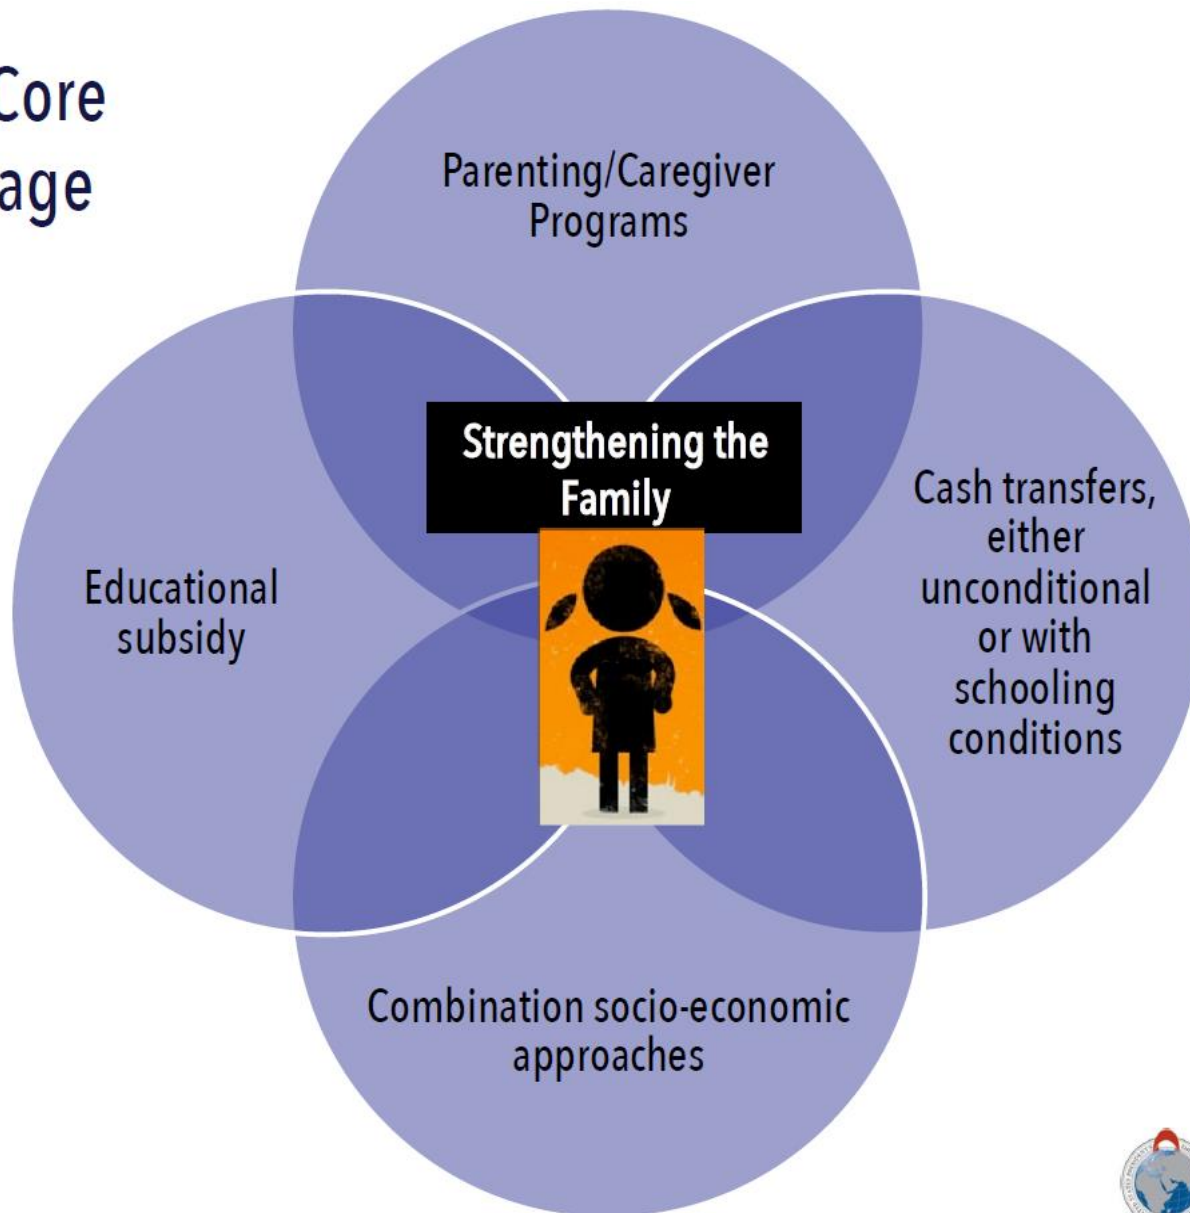 Core
age
Parenting/Caregiver
Programs
Strengthening the
Family
Educational
subsidy
Cash transfers,
either
unconditional
or with
schooling
conditions
Combination socio-economic
approaches